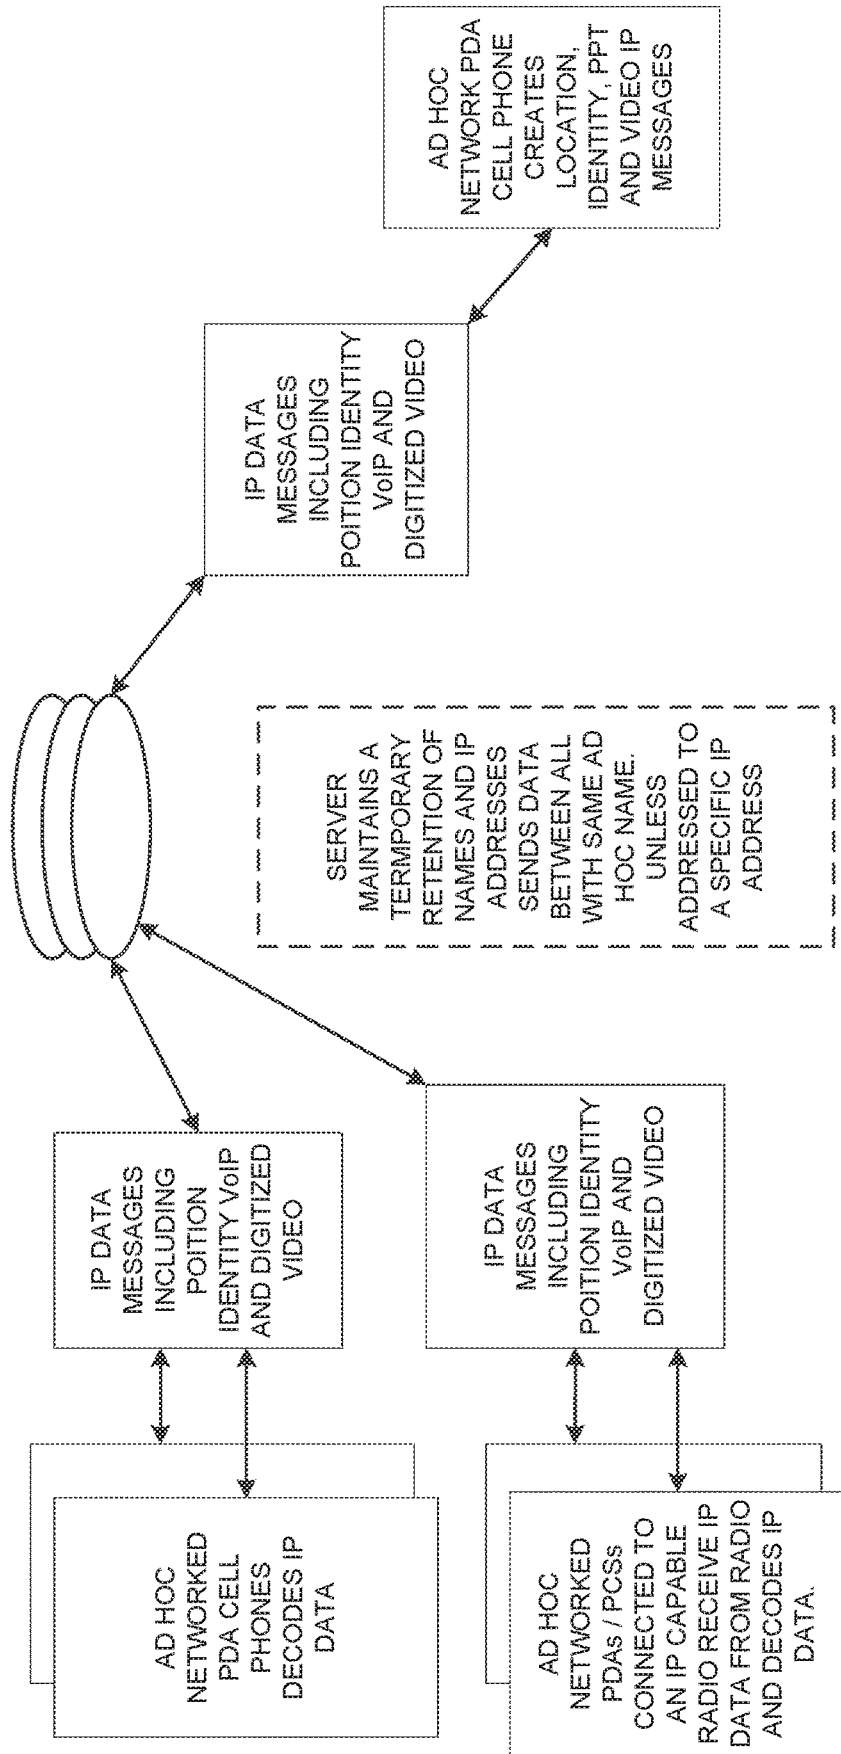 AD HOC
NETWORKED
PDA CELL
PHONES
DECODES IP
DATA
IP DATA
MESSAGES
INCLUDING
POITION
IDENTITY VoIP
AND DIGITIZED
VIDEO
AD HOC
NETWORKED
PDAs / PCSs
CONNECTED TO
AN IP CAPABLE
RADIO RECEIVE IP
DATA FROM RADIO
AND DECODES IP
DATA.
IP DATA
MESSAGES
INCLUDING
POITION IDENTITY
VoIP AND
DIGITIZED VIDEO
SERVER
MAINTAINS A
TERMPORARY
RETENTION OF
NAMES AND IP
ADDRESSES
SENDS DATA
BETWEEN ALL
WITH SAME AD
HOC NAME.
UNLESS
ADDRESSED TO
A SPECIFIC IP
ADDRESS
IP DATA
MESSAGES
INCLUDING
POITION IDENTITY
VoIP AND
DIGITIZED VIDEO
AD HOC
NETWORK PDA
CELL PHONE
CREATES
LOCATION,
IDENTITY, PPT
AND VIDEO IP
MESSAGES